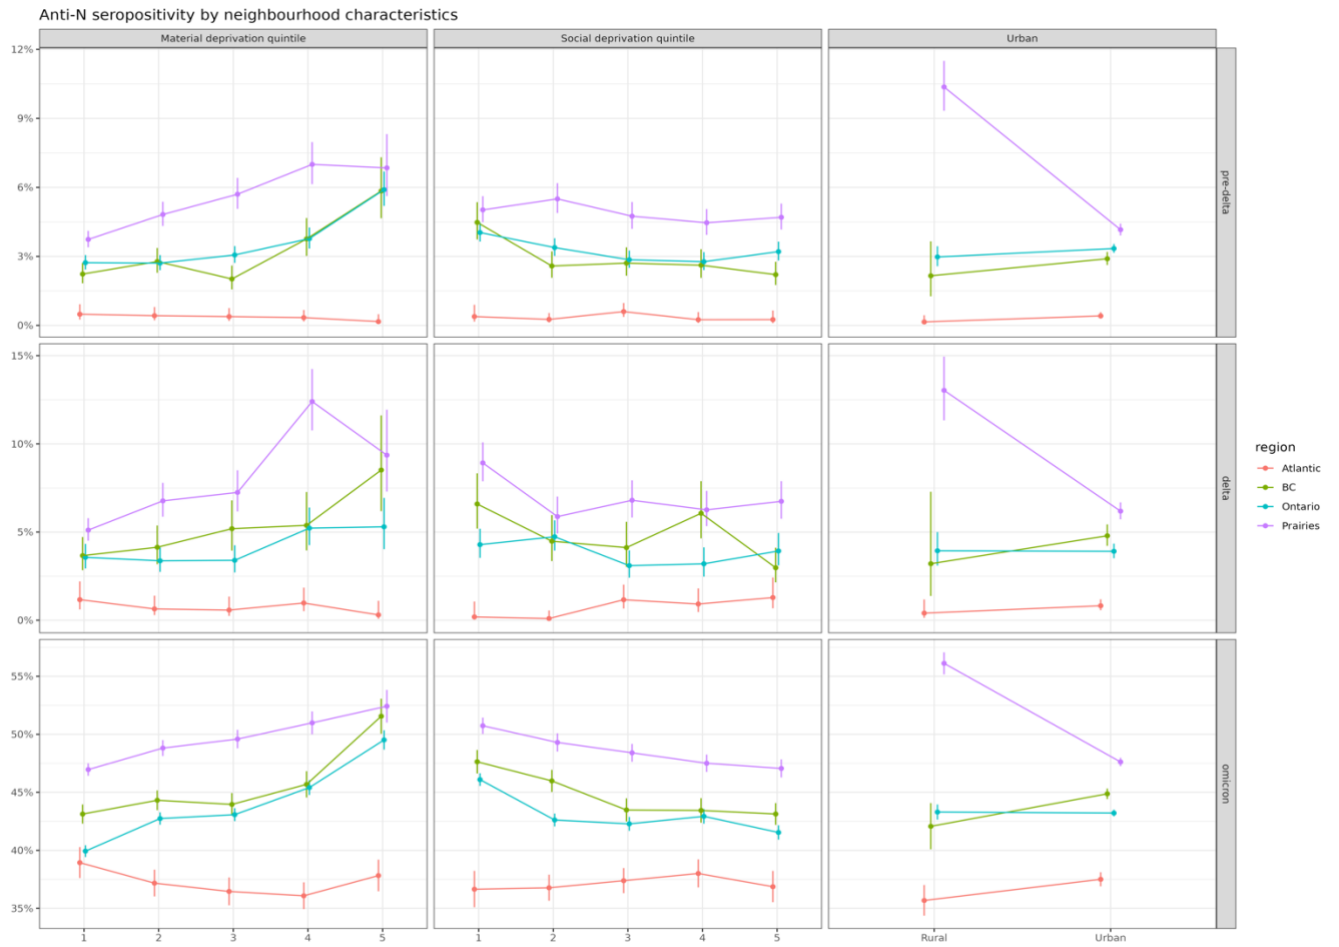 Anti-N seropositivity by neighbourhood characteristics
Material deprivation quintile
Social deprivation quintile
Urban
12%
9%
6%
3%
0%
pre-delta
15%
10%
5%
0%
delta
55%
50%
45%
40%
35%
omicron
1 2 3 4 5
1 2 3 4 5
Rural Urban
region
Atlantic
BC
Ontario
Prairies